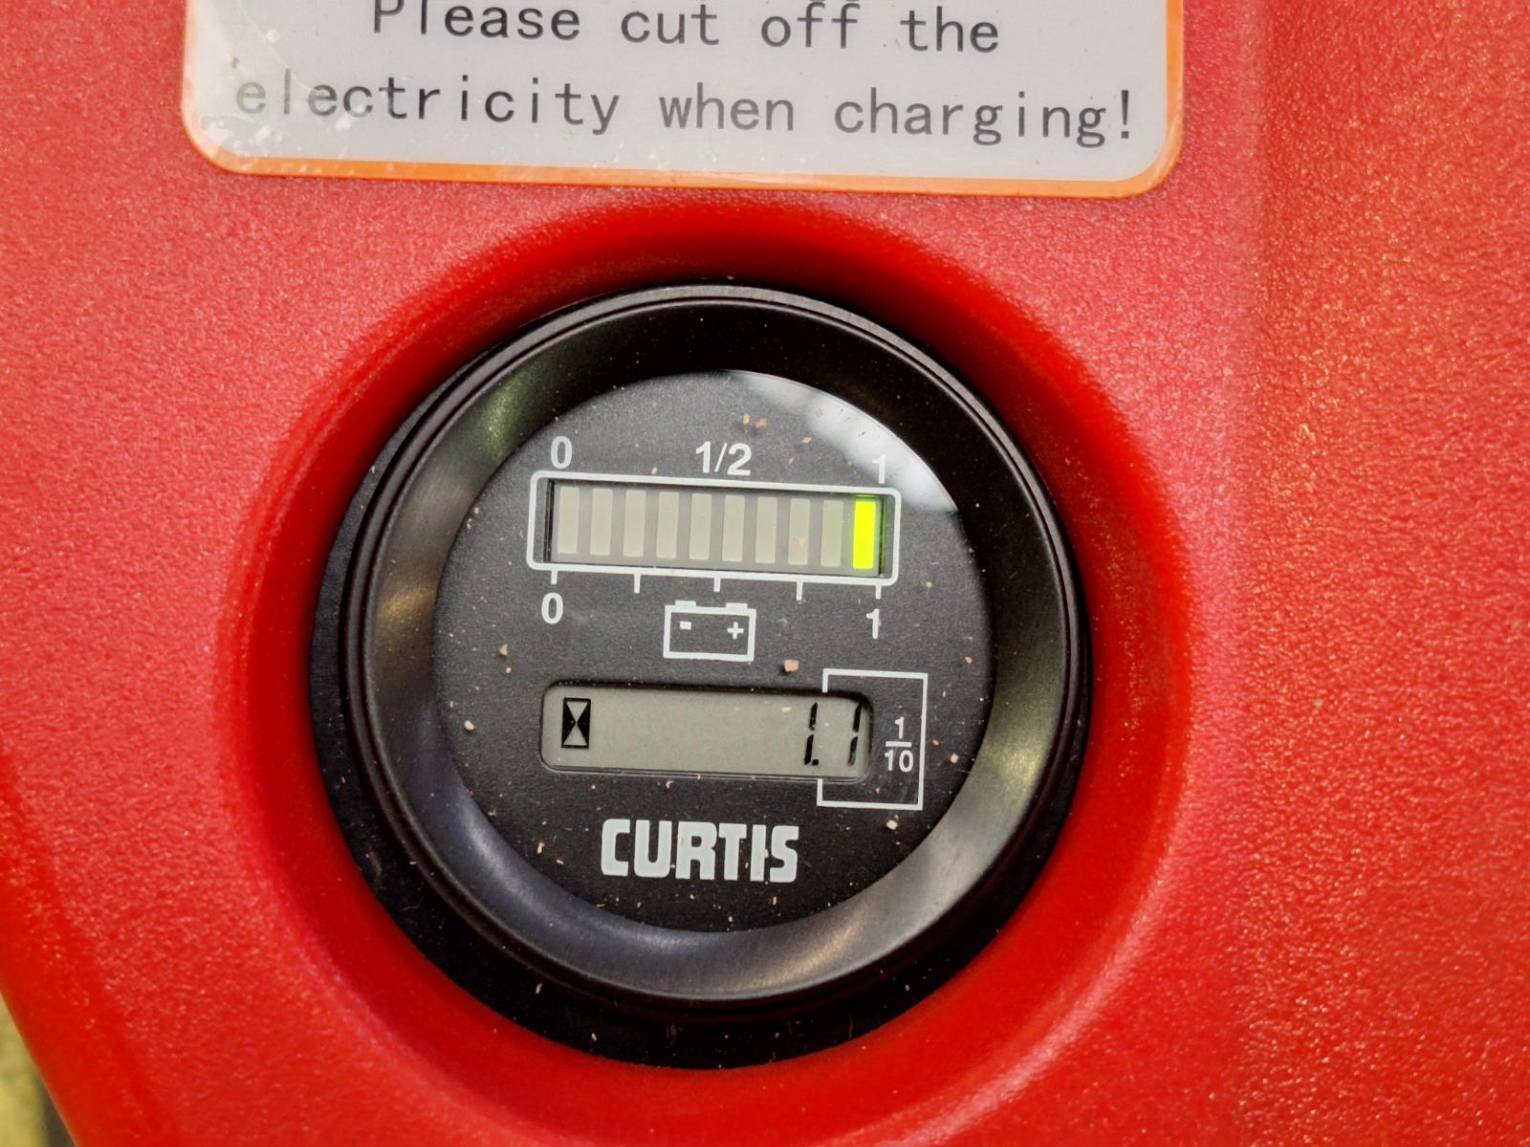 Please cut off the
electricity when charging!
0 1/2 1
0 1
- +
1.1
1
10
CURTIS